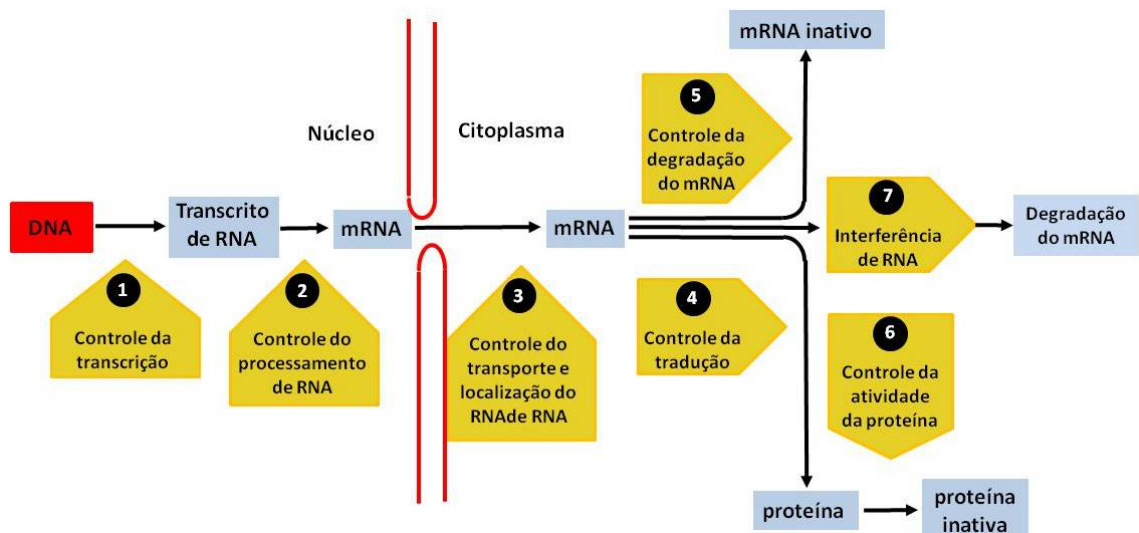 mRNA inativo
5
Controle da
degradação
do mRNA
Núcleo
Citoplasma
DNA
Transcrito
de RNA
mRNA
mRNA
7
Interferência
de RNA
Degradação
do mRNA
1
Controle da
transcrição
2
Controle do
processamento
de RNA
3
Controle do
transporte e
localização do
RNAde RNA
4
Controle da
tradução
6
Controle da
atividade
da proteína
proteína
proteína
inativa